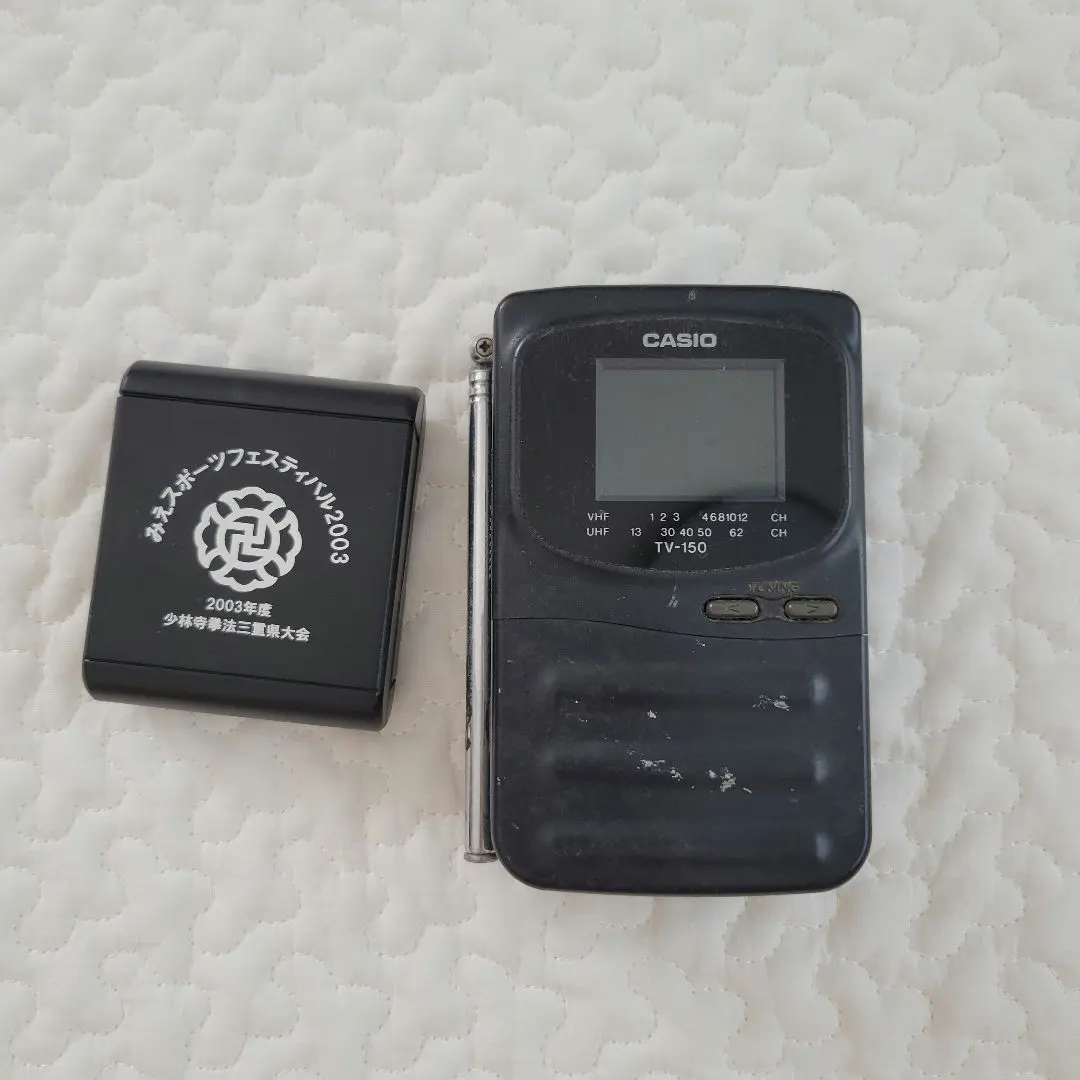 みえスポーツフェスティバル2003
2003年度
少林寺拳法三重県大会
CASIO
VHF 1 2 3 4 6 8 10 12 CH
UHF 13 30 40 50 62 CH
TV-150
TUNING
< >